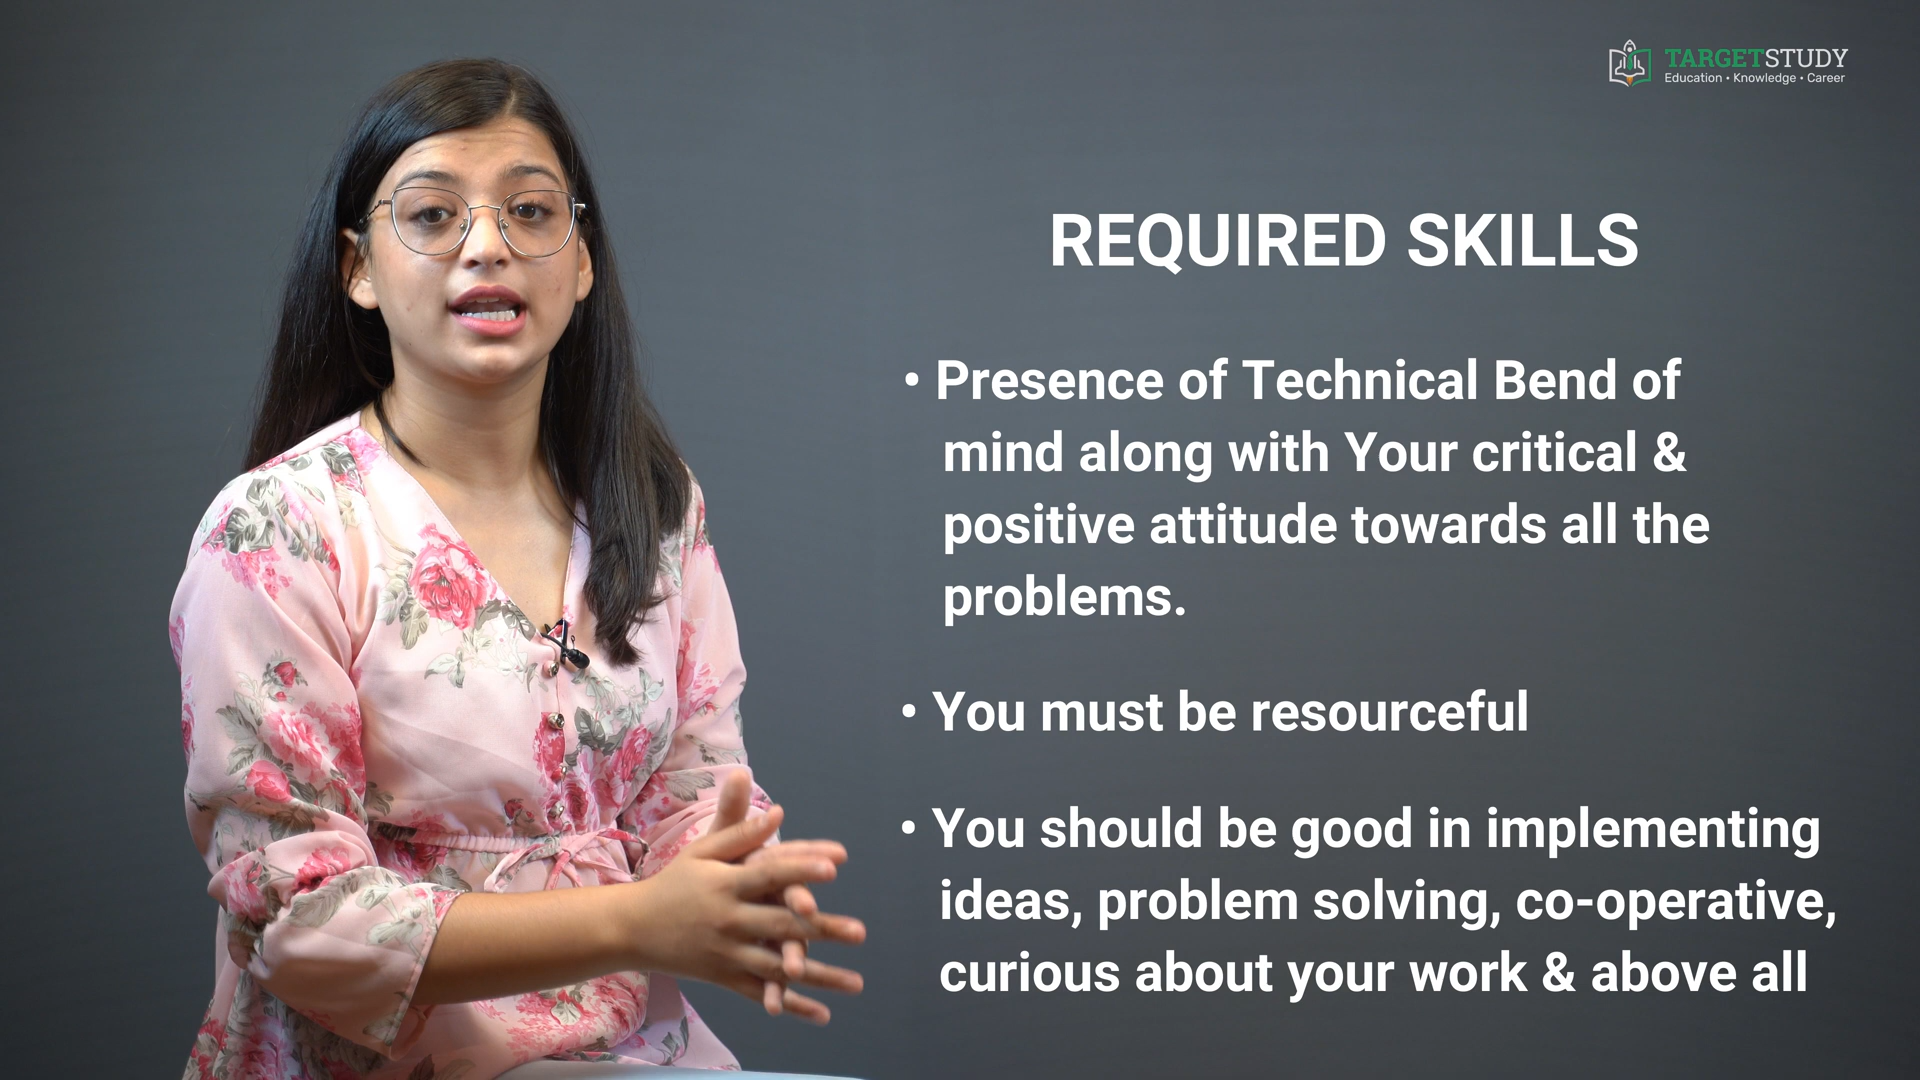 TARGETSTUDY
Education • Knowledge • Career
REQUIRED SKILLS
• Presence of Technical Bend of
mind along with Your critical &
positive attitude towards all the
problems.
• You must be resourceful
• You should be good in implementing
ideas, problem solving, co-operative,
curious about your work & above all